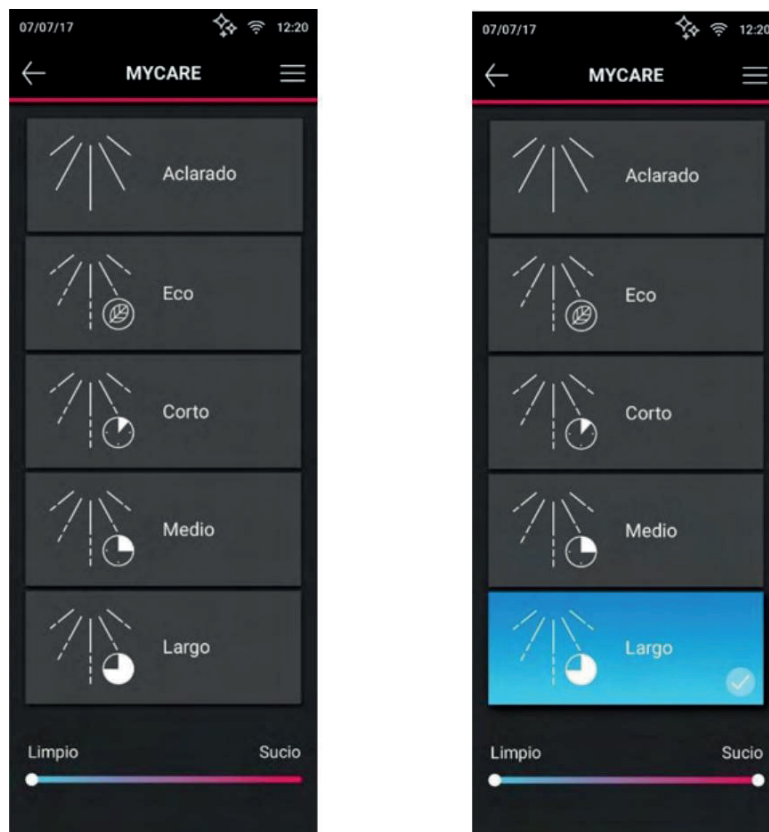 07/07/17 12:20
MYCARE
Aclarado
Eco
Corto
Medio
Largo
Limpio Sucio
07/07/17 12:20
MYCARE
Aclarado
Eco
Corto
Medio
Largo
Limpio Sucio